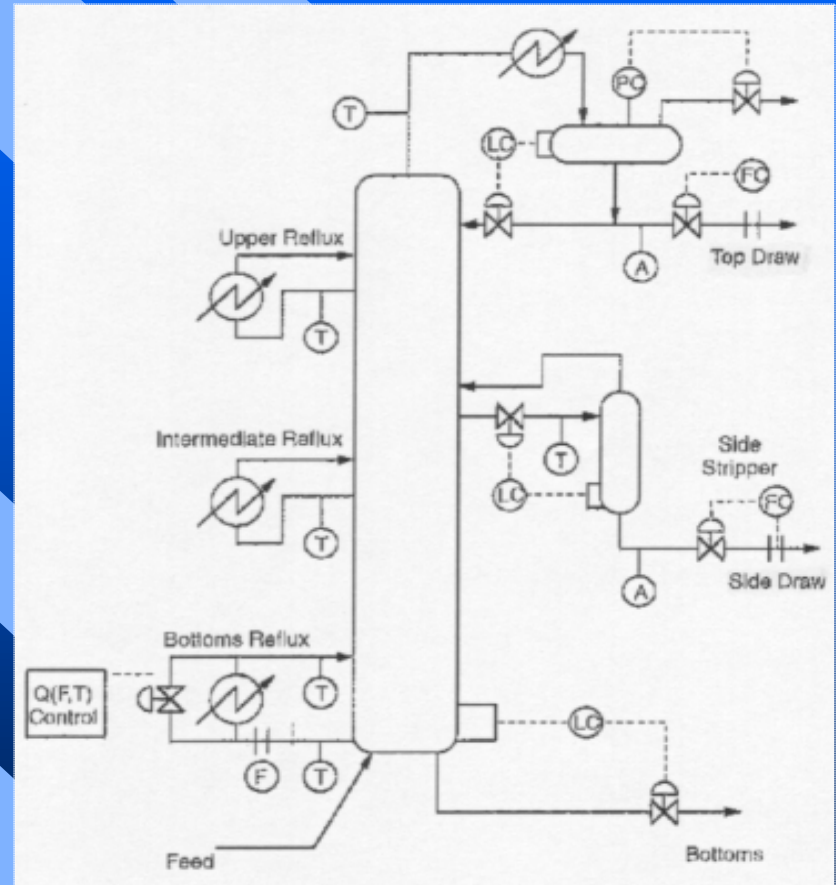 PC
T
LC
FC
Upper Reflux
Top Draw
A
T
Intermediate Reflux
Side
Stripper
T
LC
FC
T
Side Draw
A
Bottoms Reflux
Q(F,T)
Control
T
LC
F
T
Feed
Bottoms